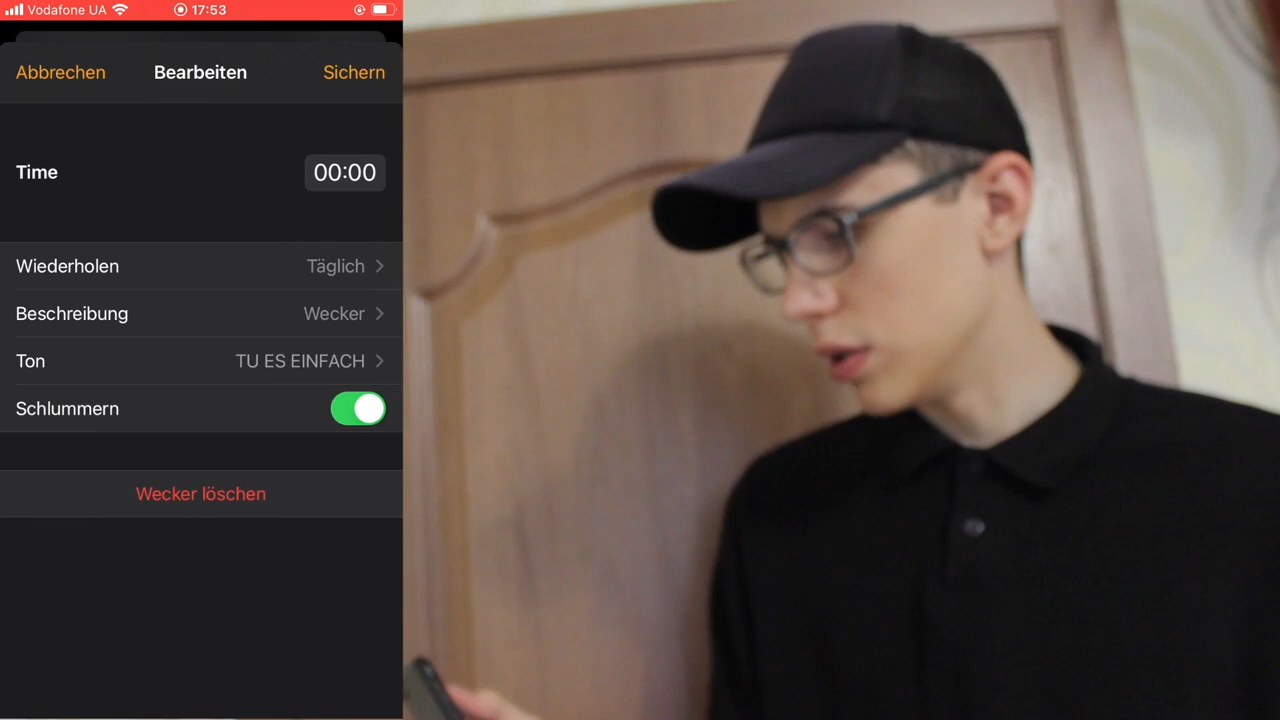 Vodafone UA 17:53
Abbrechen Bearbeiten Sichern
Time 00:00
Wiederholen Täglich
Beschreibung Wecker
Ton TU ES EINFACH
Schlummern
Wecker löschen